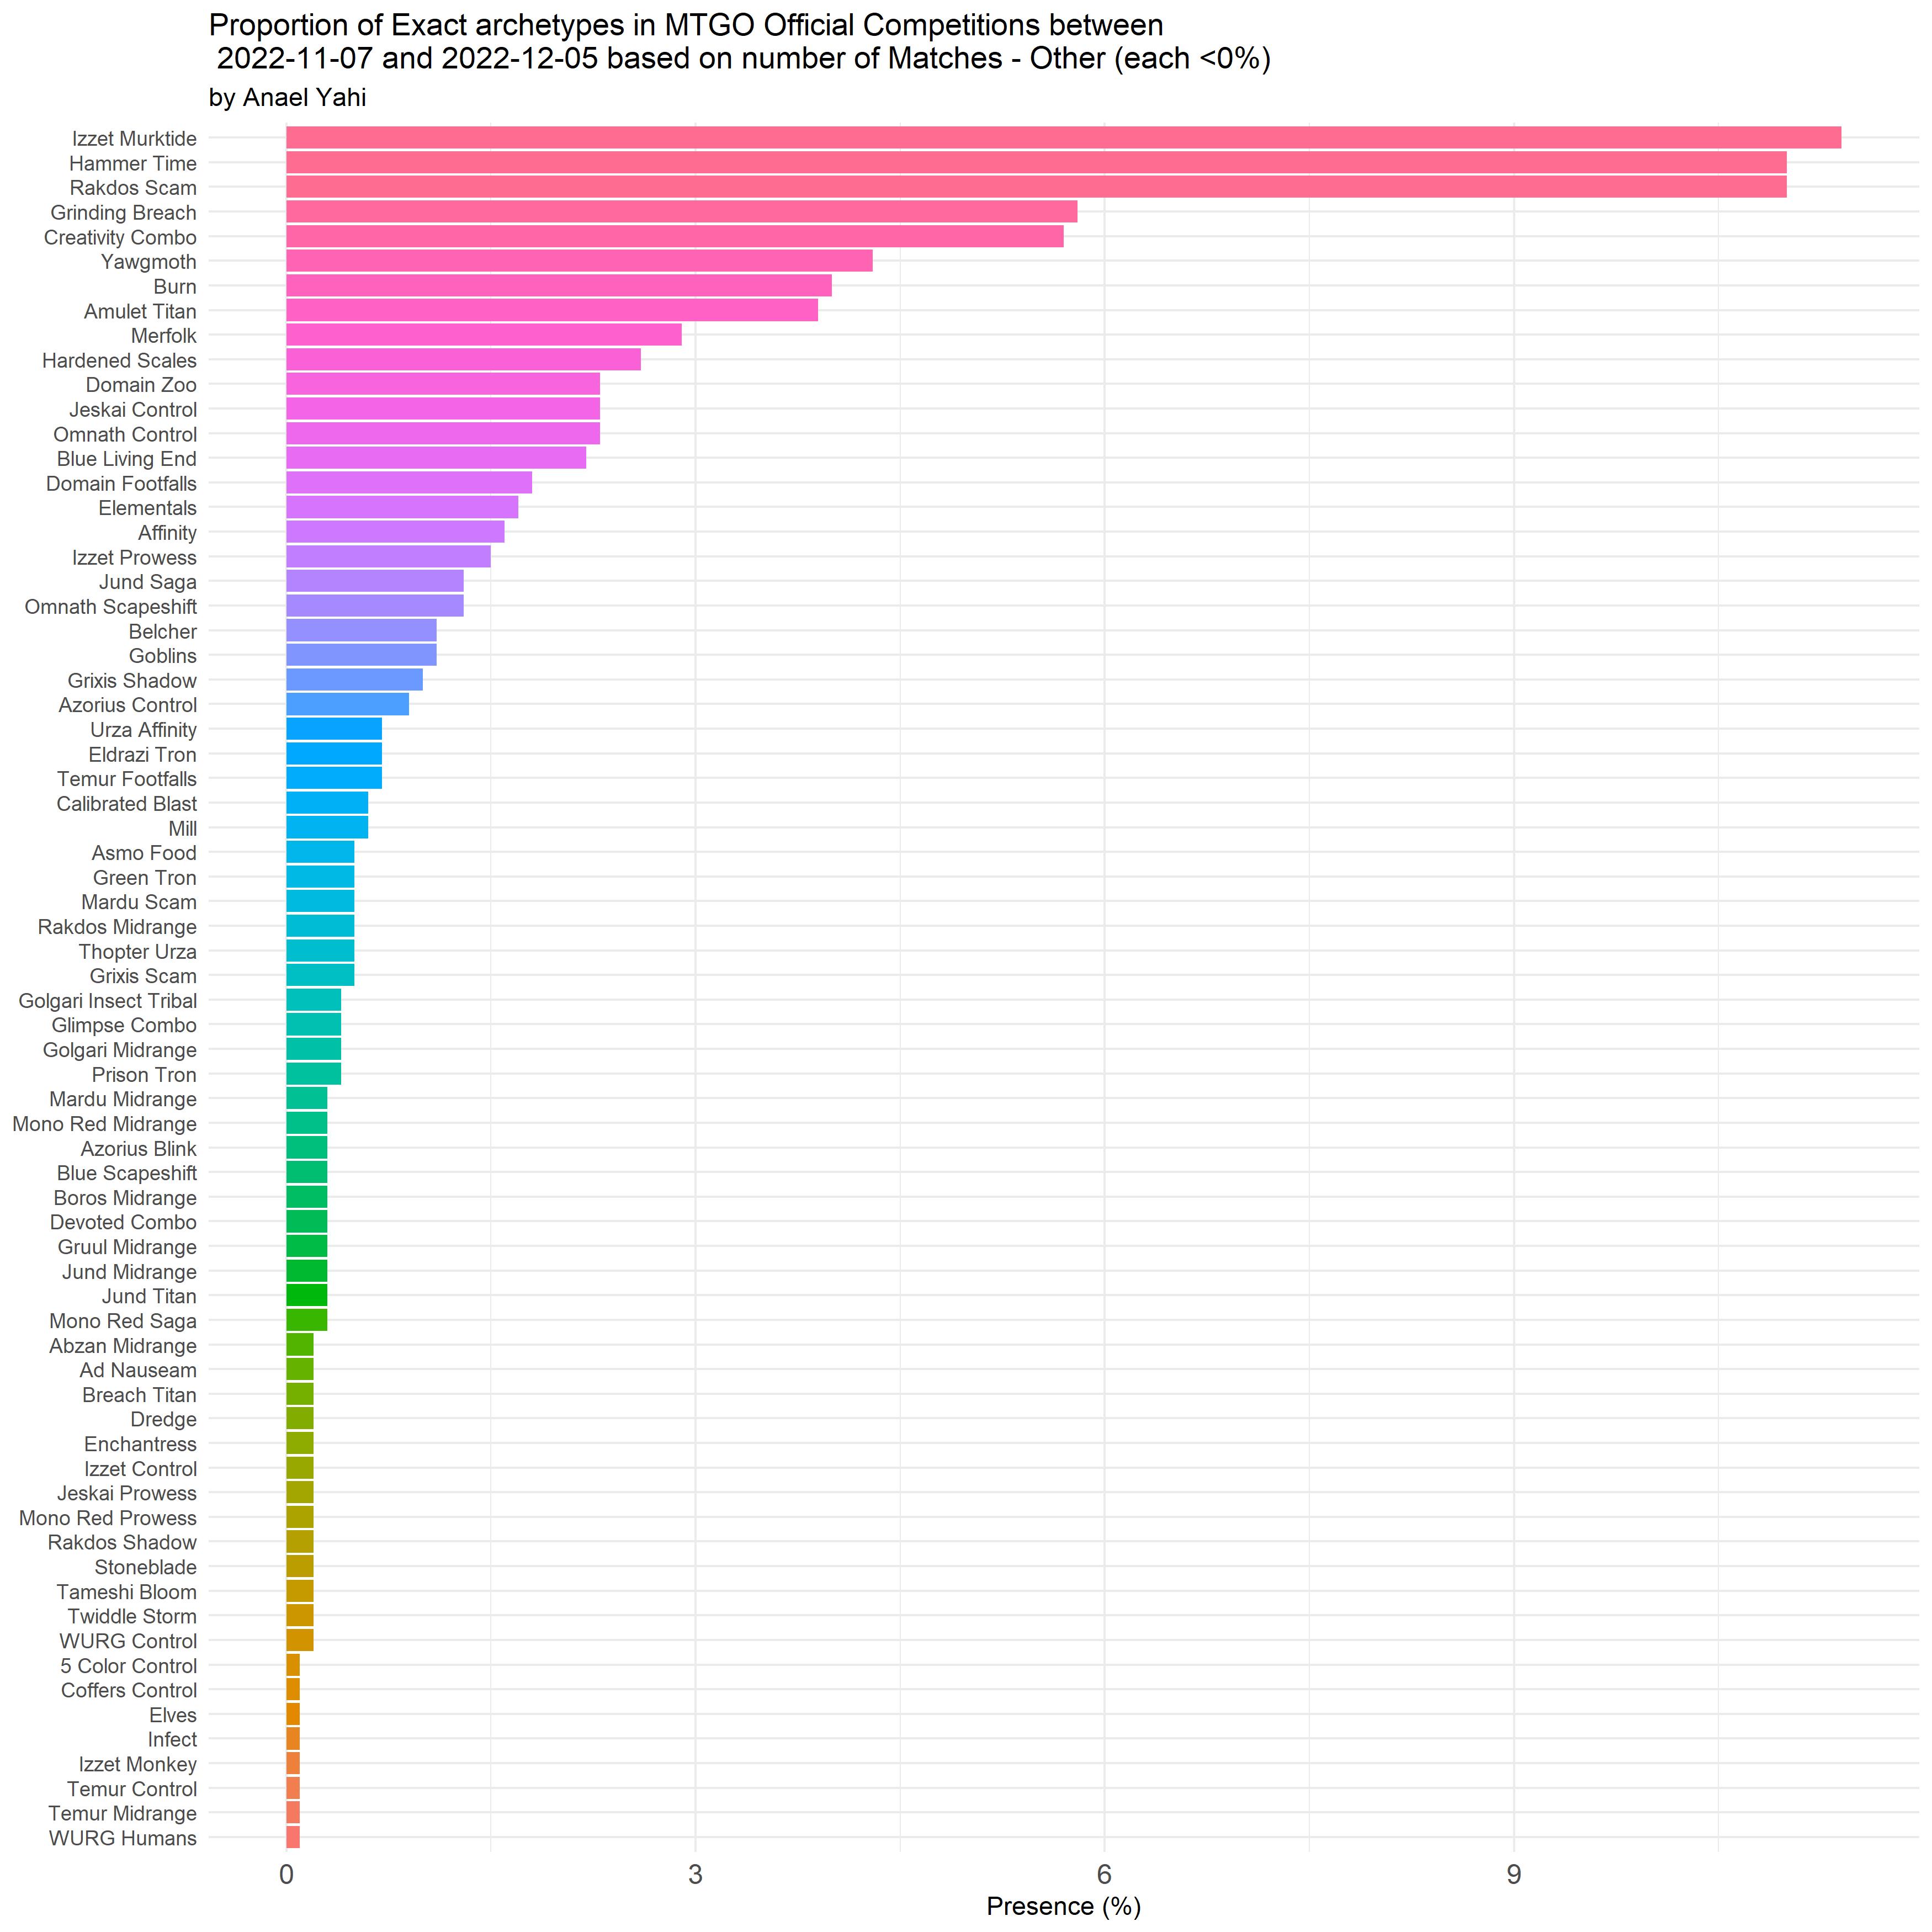 Proportion of Exact archetypes in MTGO Official Competitions between
2022-11-07 and 2022-12-05 based on number of Matches - Other (each <0%)
by Anael Yahi
Izzet Murktide
Hammer Time
Rakdos Scam
Grinding Breach
Creativity Combo
Yawgmoth
Burn
Amulet Titan
Merfolk
Hardened Scales
Domain Zoo
Jeskai Control
Omnath Control
Blue Living End
Domain Footfalls
Elementals
Affinity
Izzet Prowess
Jund Saga
Omnath Scapeshift
Belcher
Goblins
Grixis Shadow
Azorius Control
Urza Affinity
Eldrazi Tron
Temur Footfalls
Calibrated Blast
Mill
Asmo Food
Green Tron
Mardu Scam
Rakdos Midrange
Thopter Urza
Grixis Scam
Golgari Insect Tribal
Glimpse Combo
Golgari Midrange
Prison Tron
Mardu Midrange
Mono Red Midrange
Azorius Blink
Blue Scapeshift
Boros Midrange
Devoted Combo
Gruul Midrange
Jund Midrange
Jund Titan
Mono Red Saga
Abzan Midrange
Ad Nauseam
Breach Titan
Dredge
Enchantress
Izzet Control
Jeskai Prowess
Mono Red Prowess
Rakdos Shadow
Stoneblade
Tameshi Bloom
Twiddle Storm
WURG Control
5 Color Control
Coffers Control
Elves
Infect
Izzet Monkey
Temur Control
Temur Midrange
WURG Humans
0 3 6 9
Presence (%)